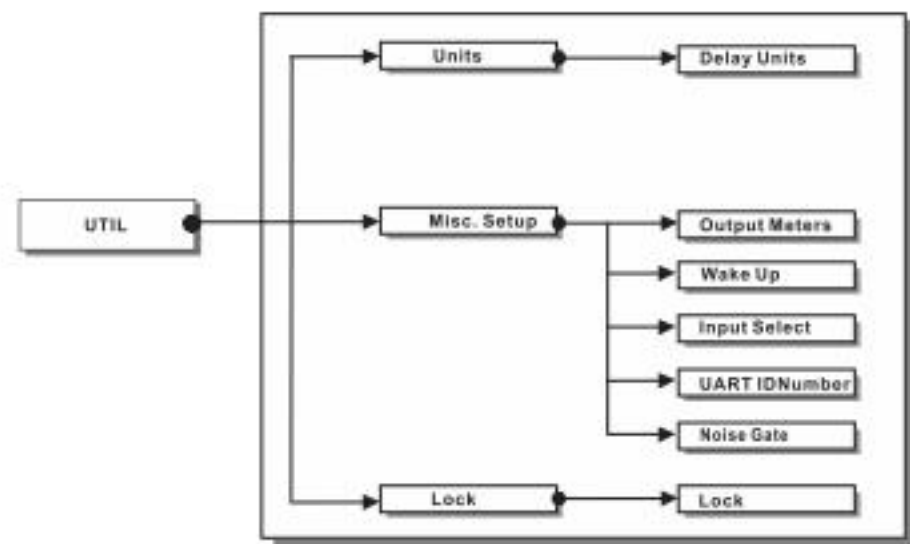 Units
Delay Units
UTIL
Misc. Setup
Output Meters
Wake Up
Input Select
UART IDNumber
Noise Gate
Lock
Lock